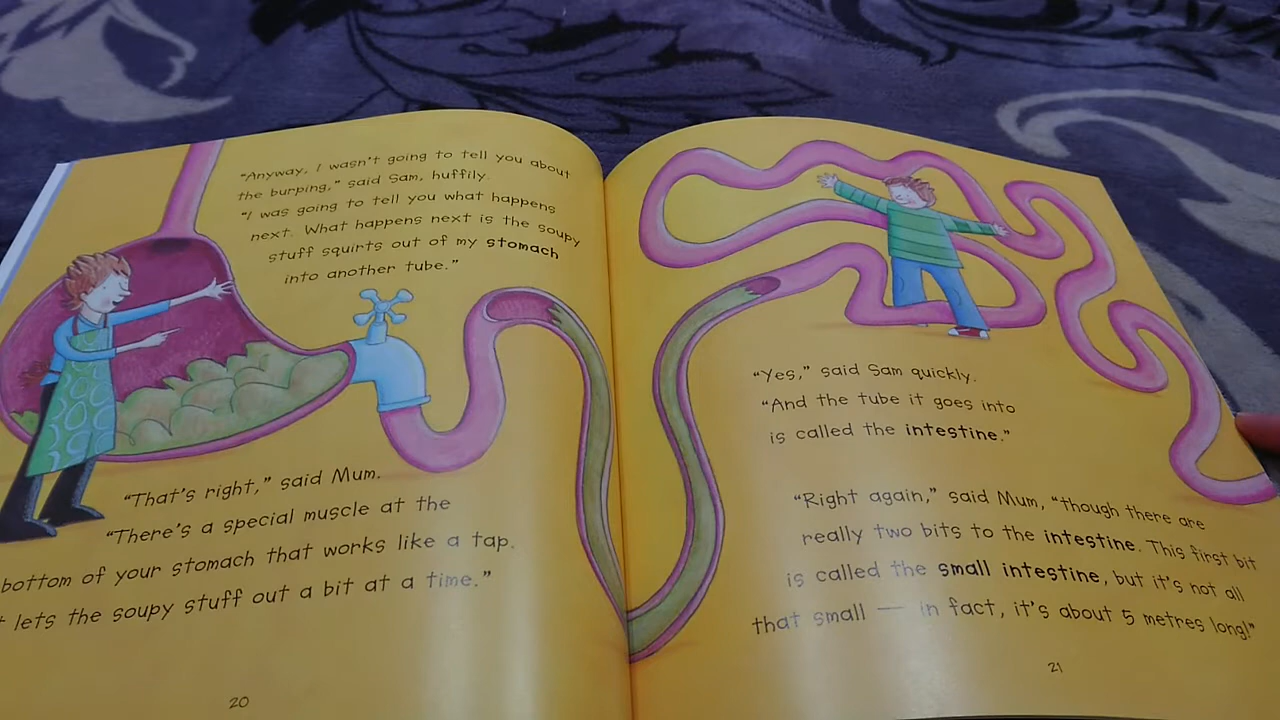 "Anyway, I wasn't going to tell you about
the burping," said Sam, huffily.
"I was going to tell you what happens
next. What happens next is the soupy
stuff squirts out of my stomach
into another tube."
"That's right," said Mum.
"There's a special muscle at the
bottom of your stomach that works like a tap.
lets the soupy stuff out a bit at a time."
20
"Yes," said Sam quickly.
"And the tube it goes into
is called the intestine."
"Right again," said Mum, "though there are
really two bits to the intestine. This first bit
is called the small intestine, but it's not all
that small — in fact, it's about 5 metres long!"
21